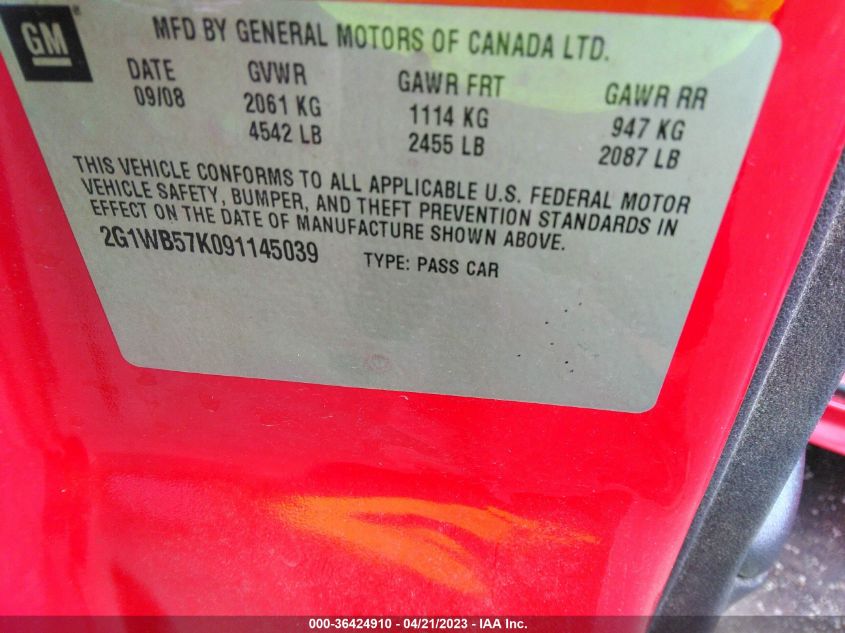 GM
MFD BY GENERAL MOTORS OF CANADA LTD.
DATE GVWR GAWR FRT GAWR RR
09/08 2061 KG 1114 KG 947 KG
4542 LB 2455 LB 2087 LB
THIS VEHICLE CONFORMS TO ALL APPLICABLE U.S. FEDERAL MOTOR
VEHICLE SAFETY, BUMPER, AND THEFT PREVENTION STANDARDS IN
EFFECT ON THE DATE OF MANUFACTURE SHOWN ABOVE.
2G1WB57K091145039 TYPE: PASS CAR
000-36424910 - 04/21/2023 - IAA Inc.